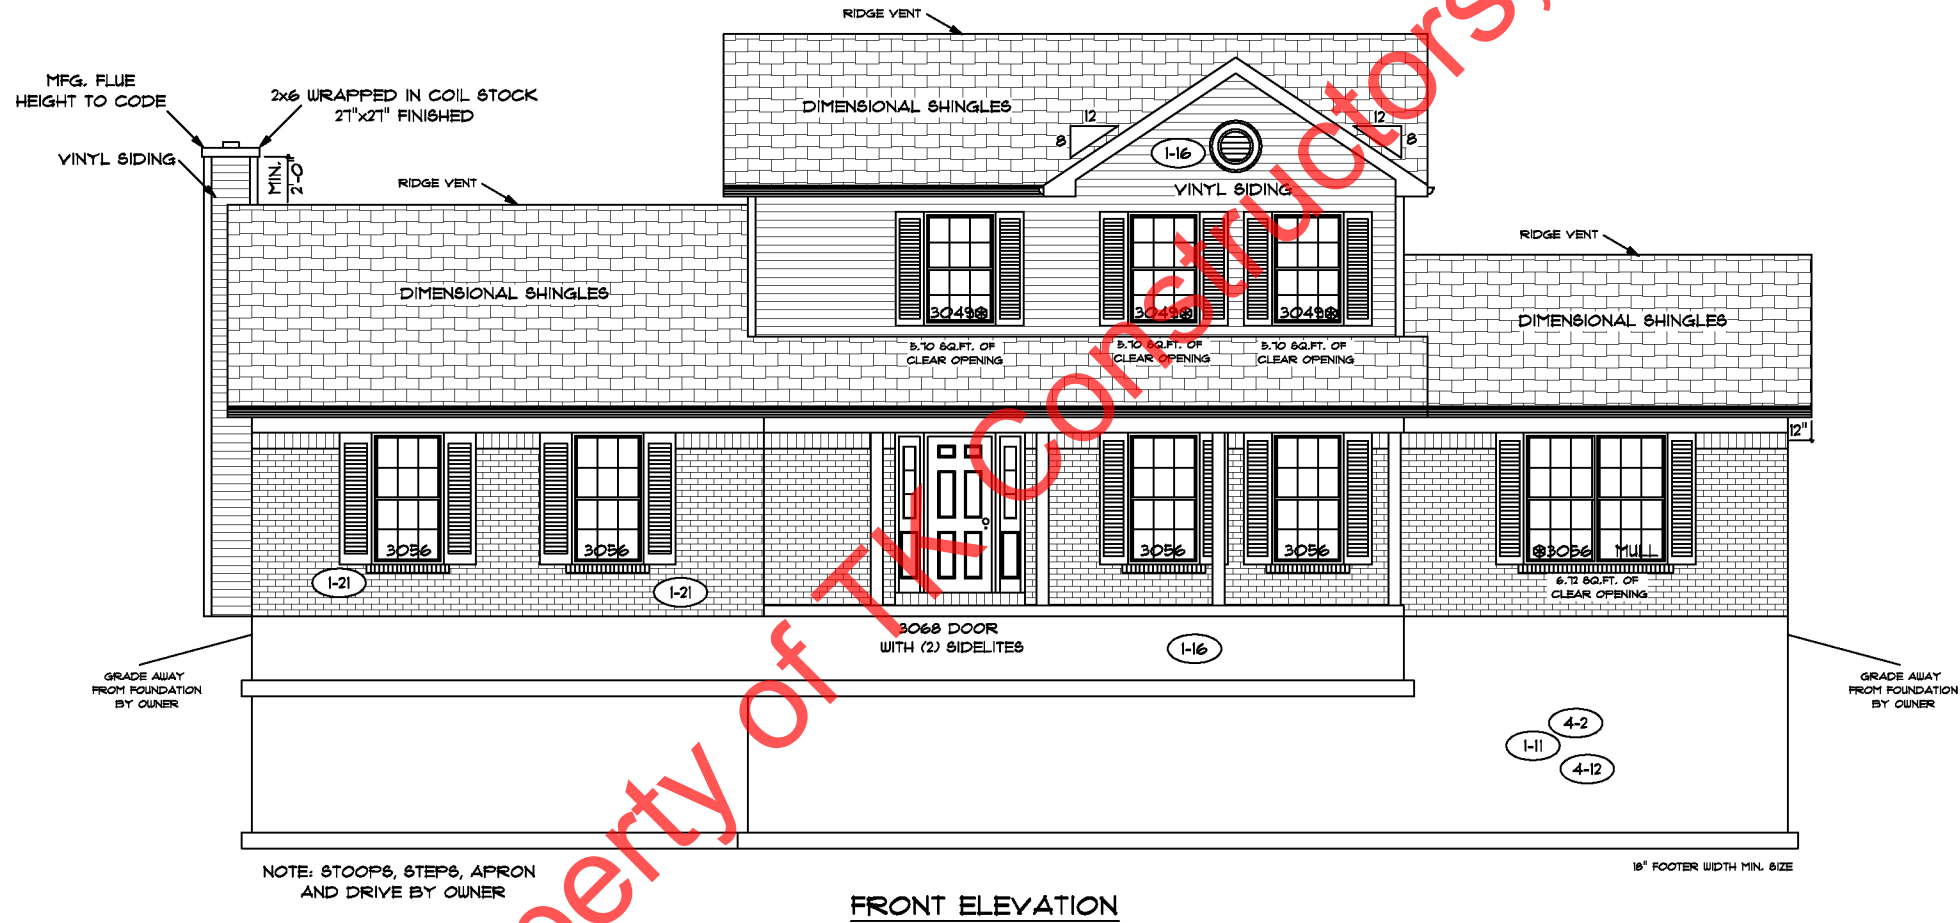 RIDGE VENT
MFG. FLUE
HEIGHT TO CODE
2x6 WRAPPED IN COIL STOCK
27"x27" FINISHED
VINYL SIDING
MIN.
2'-0"
RIDGE VENT
DIMENSIONAL SHINGLES
12
8
12
8
1-16
VINYL SIDING
RIDGE VENT
DIMENSIONAL SHINGLES
3049⊛
3049⊛
3049⊛
DIMENSIONAL SHINGLES
5.70 SQ.FT. OF
CLEAR OPENING
5.70 SQ.FT. OF
CLEAR OPENING
5.70 SQ.FT. OF
CLEAR OPENING
12"
3056
3056
3056
3056
⊛3056 MULL
6.72 SQ.FT. OF
CLEAR OPENING
1-21
1-21
3068 DOOR
WITH (2) SIDELITES
1-16
GRADE AWAY
FROM FOUNDATION
BY OWNER
GRADE AWAY
FROM FOUNDATION
BY OWNER
4-2
1-11
4-12
NOTE: STOOPS, STEPS, APRON
AND DRIVE BY OWNER
18" FOOTER WIDTH MIN. SIZE
FRONT ELEVATION
perty of TK Constructors,